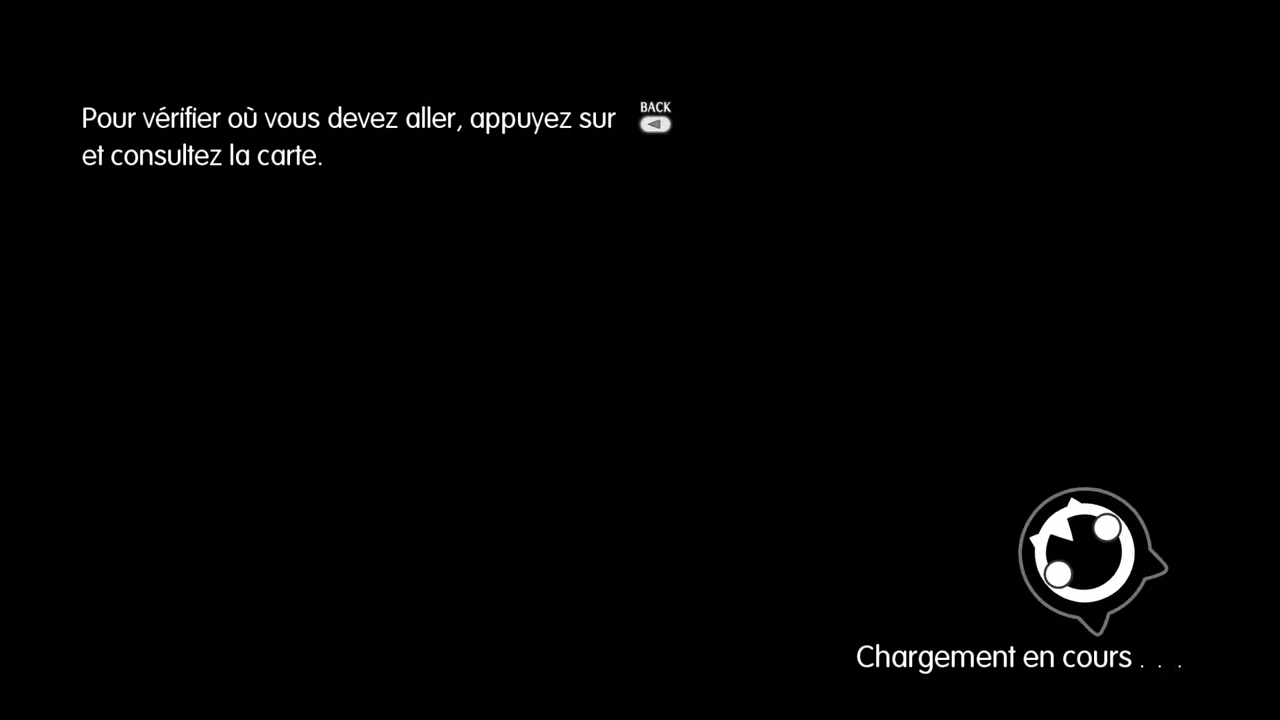 Pour vérifier où vous devez aller, appuyez sur BACK
et consultez la carte.
Chargement en cours . . .